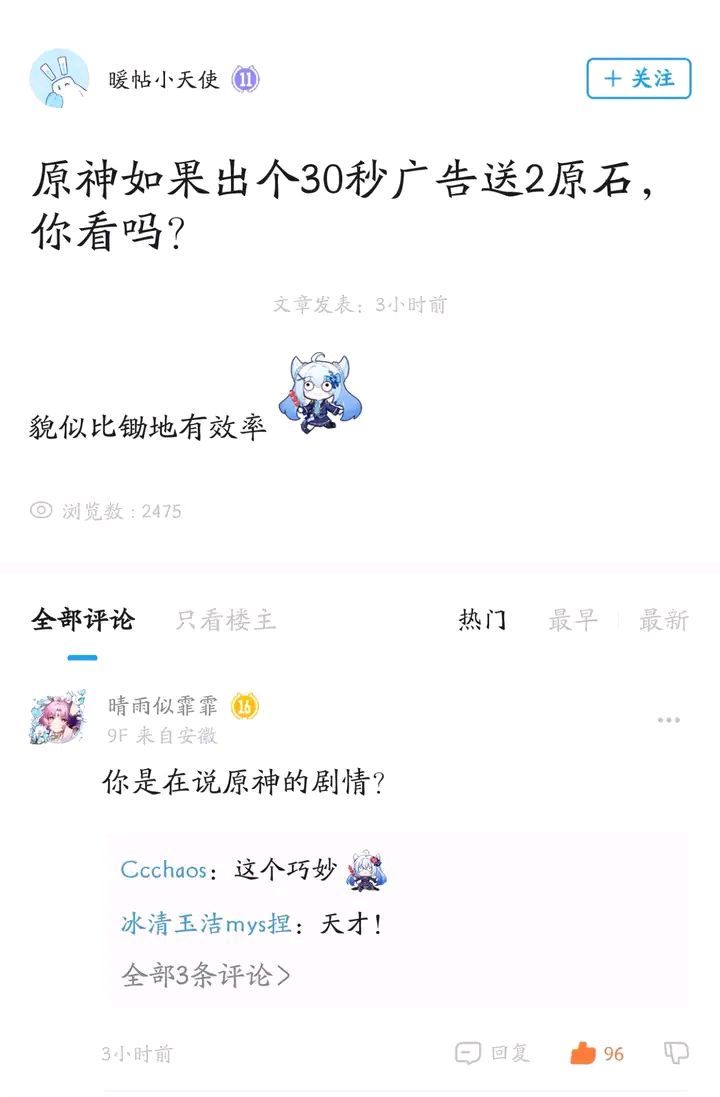 暖帖小天使 11
+ 关注
原神如果出个30秒广告送2原石，
你看吗？
文章发表：3小时前
貌似比锄地有效率
浏览数：2475
全部评论 只看楼主 热门 最早 最新
晴雨似霏霏 16
9F 来自安徽
你是在说原神的剧情？
Ccchaos：这个巧妙
冰清玉洁mys捏：天才！
全部3条评论>
3小时前 回复 96